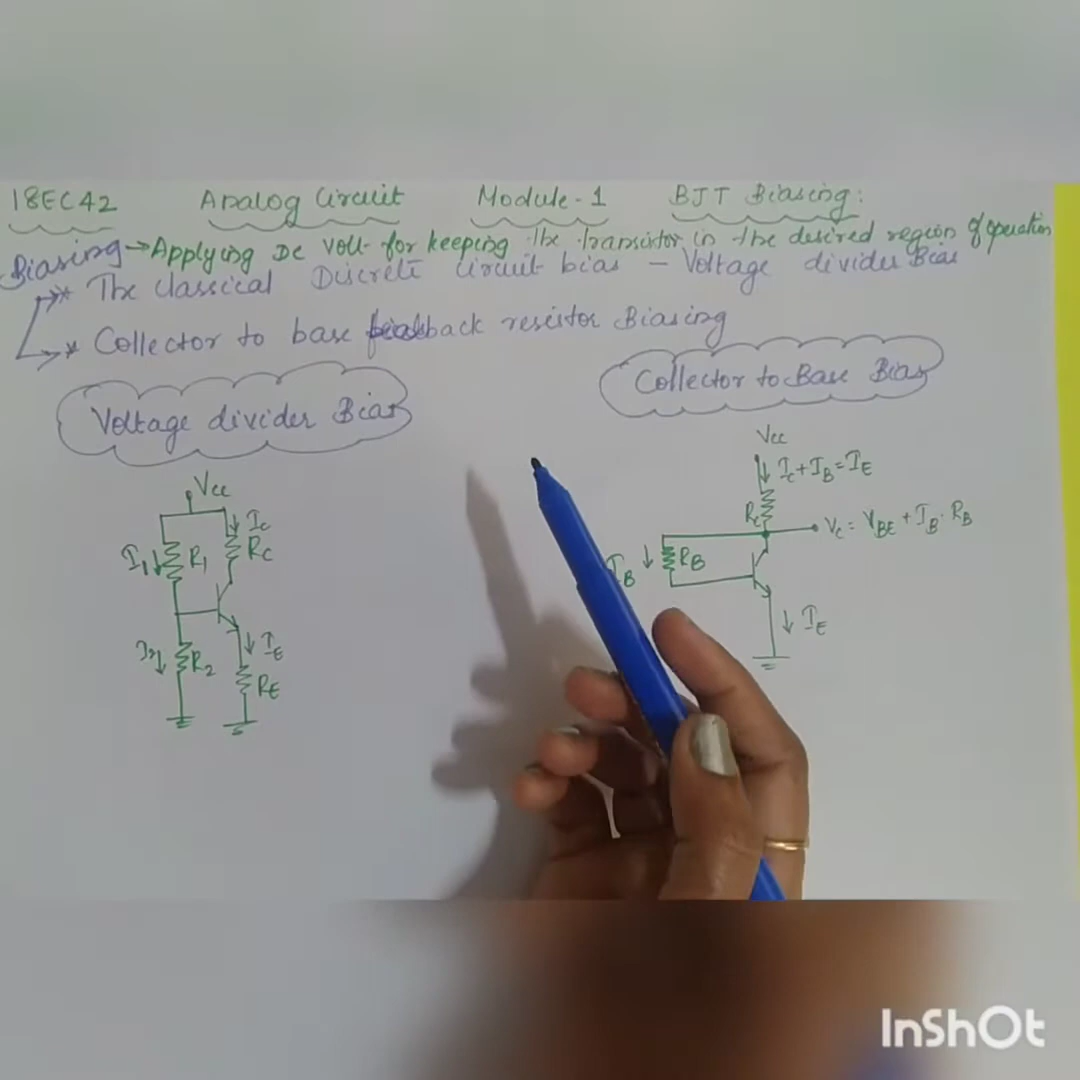 18EC42 Analog Circuit Module-1 BJT Biasing:
Biasing → Applying DC volt for keeping the transistor in the desired region of operation
* The Classical Discrete Circuit bias - Voltage divider Bias
* Collector to base back resistor Biasing
Voltage divider Bias
Collector to Base Bias
Vcc
I1 R1 Ic Rc
I2 R2 IE RE
Vcc
Ic + IB = IE
Rc Vc = VBE + IB · RB
IB RB
IE
InShOt